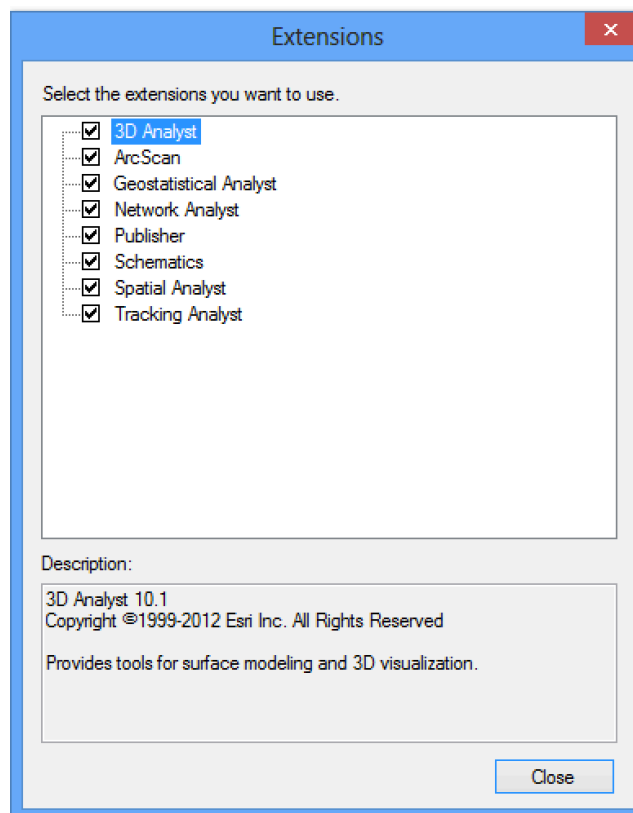 Extensions
Select the extensions you want to use.
3D Analyst
ArcScan
Geostatistical Analyst
Network Analyst
Publisher
Schematics
Spatial Analyst
Tracking Analyst
Description:
3D Analyst 10.1
Copyright ©1999-2012 Esri Inc. All Rights Reserved
Provides tools for surface modeling and 3D visualization.
Close